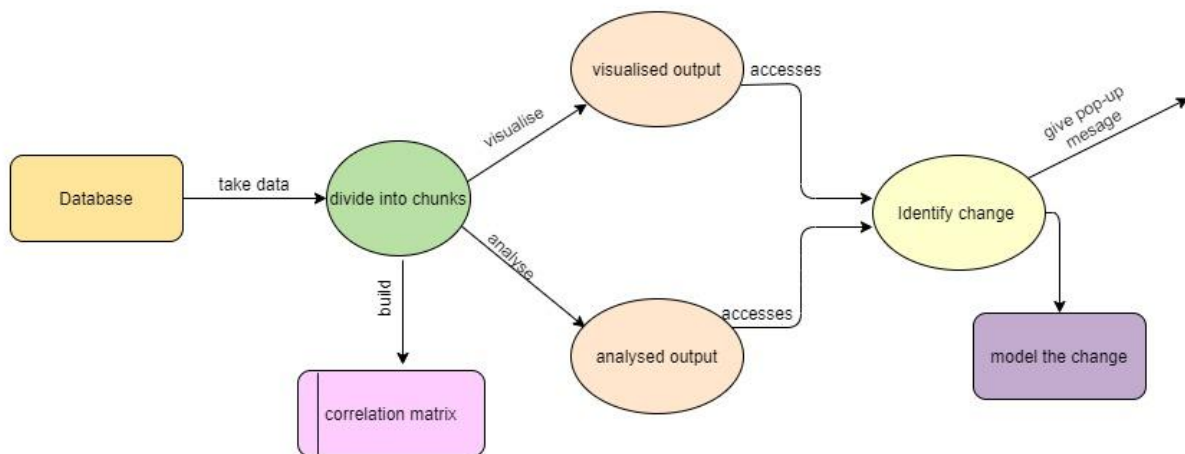 visualised output
accesses
visualise
give pop-up
mesage
Database
take data
divide into chunks
Identify change
analyse
build
accesses
analysed output
model the change
correlation matrix